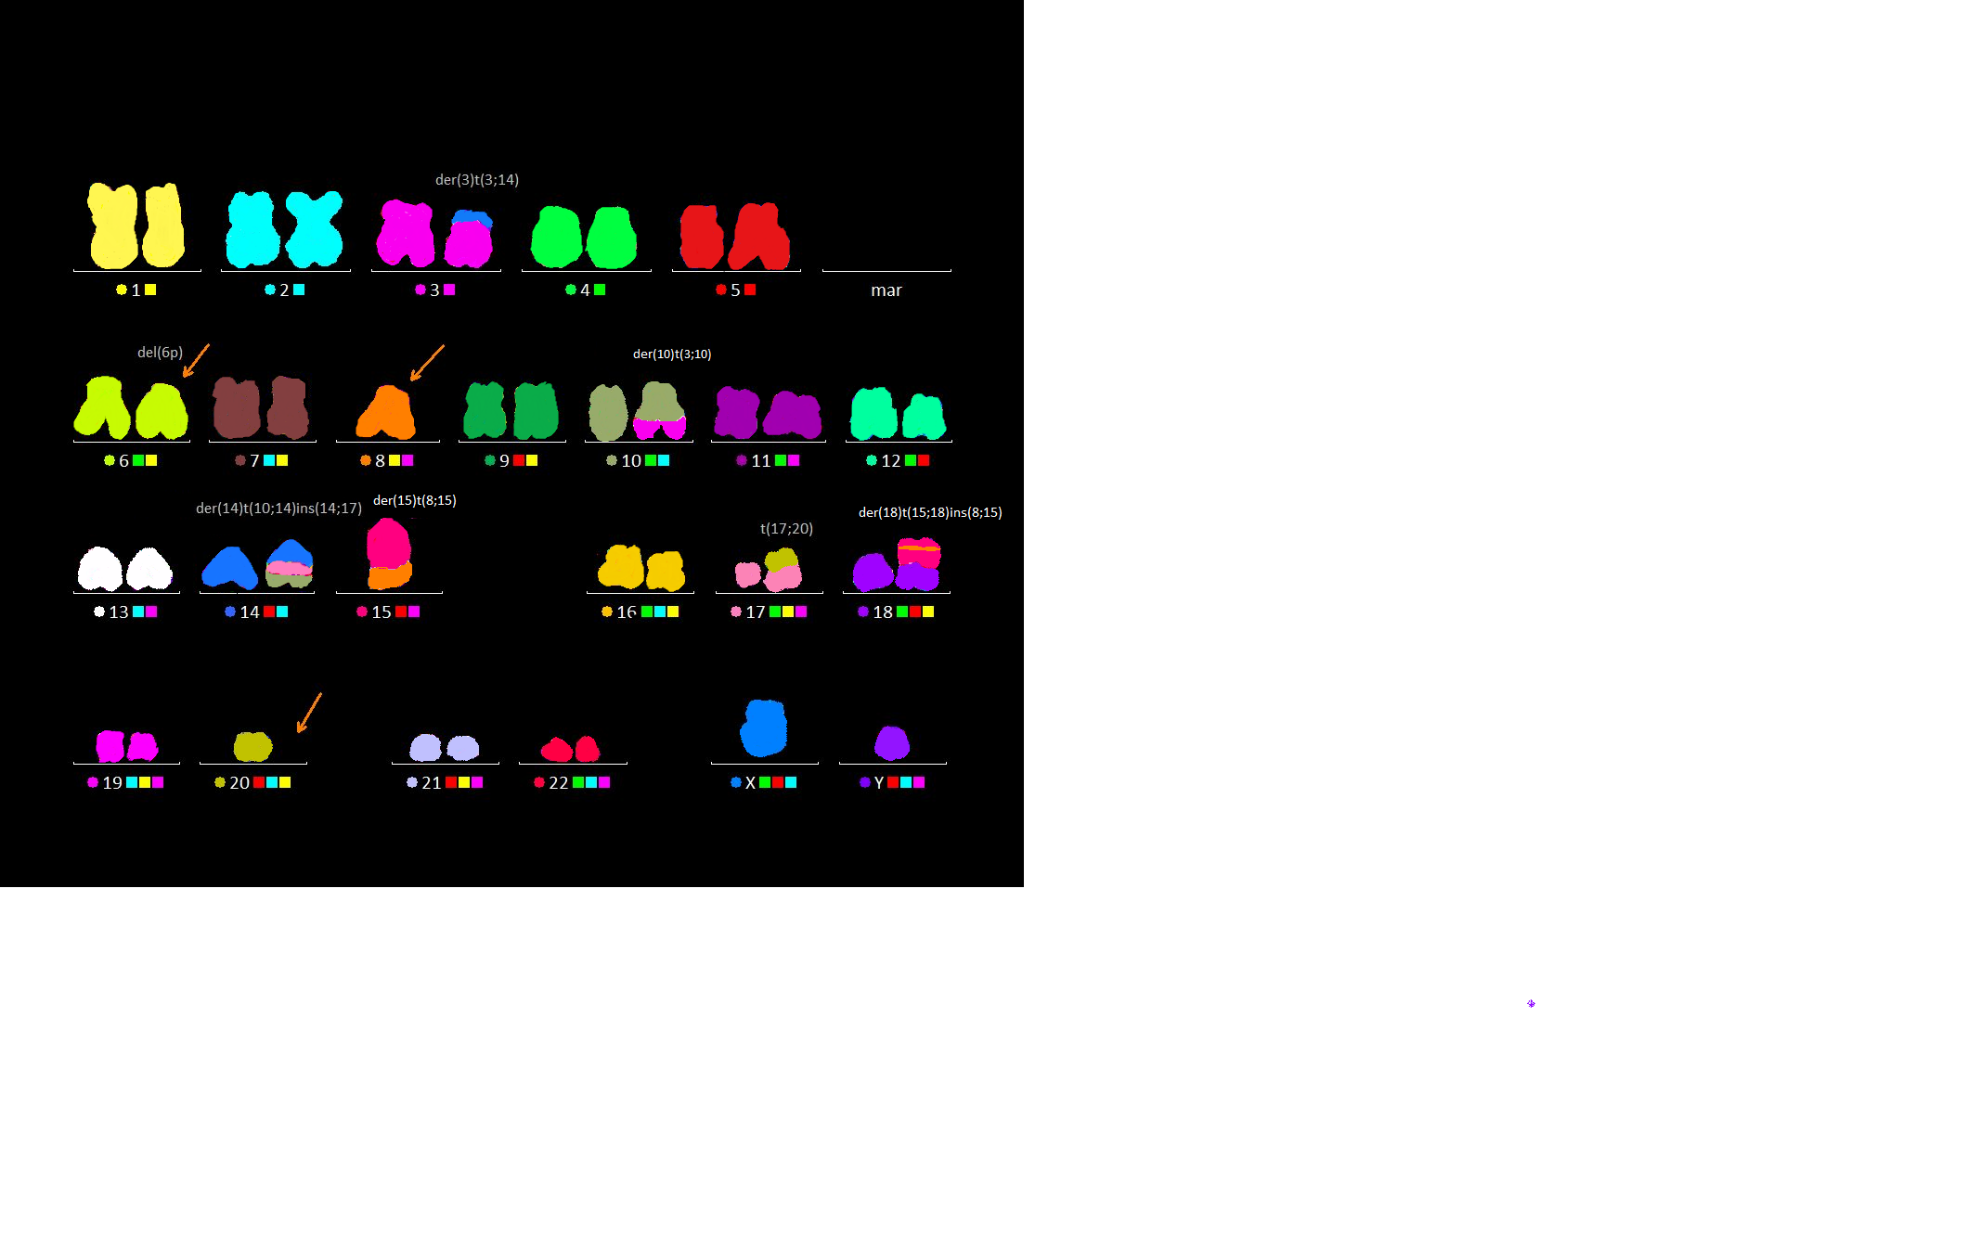 der(3)t(3;14)
1 2 3 4 5 mar
del(6p) der(10)t(3;10)
6 7 8 9 10 11 12
der(14)t(10;14)ins(14;17) der(15)t(8;15) t(17;20) der(18)t(15;18)ins(8;15)
13 14 15 16 17 18
19 20 21 22 X Y